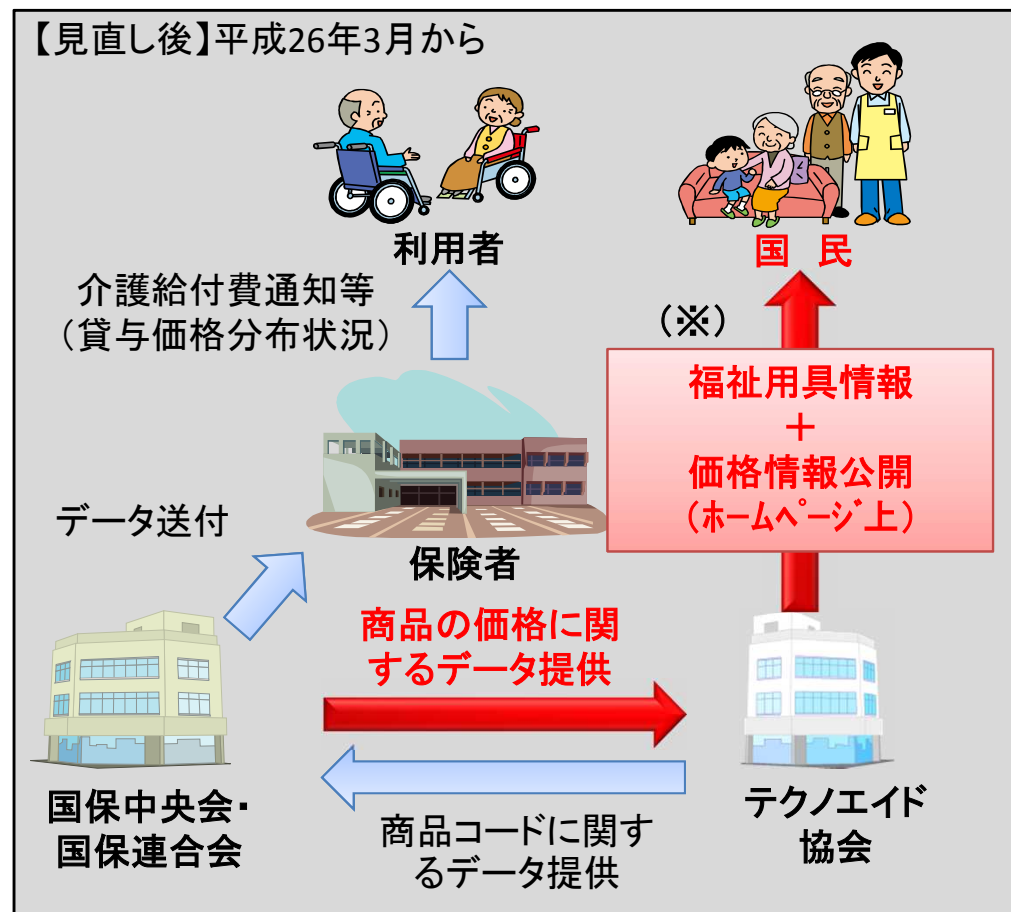 【見直し後】平成26年3月から
利用者
国　民
介護給付費通知等
（貸与価格分布状況）
（※）
福祉用具情報
＋
価格情報公開
（ﾎｰﾑﾍﾟｰｼﾞ上）
データ送付
保険者
商品の価格に関
するデータ提供
国保中央会・
国保連合会
テクノエイド
協会
商品コードに関す
るデータ提供